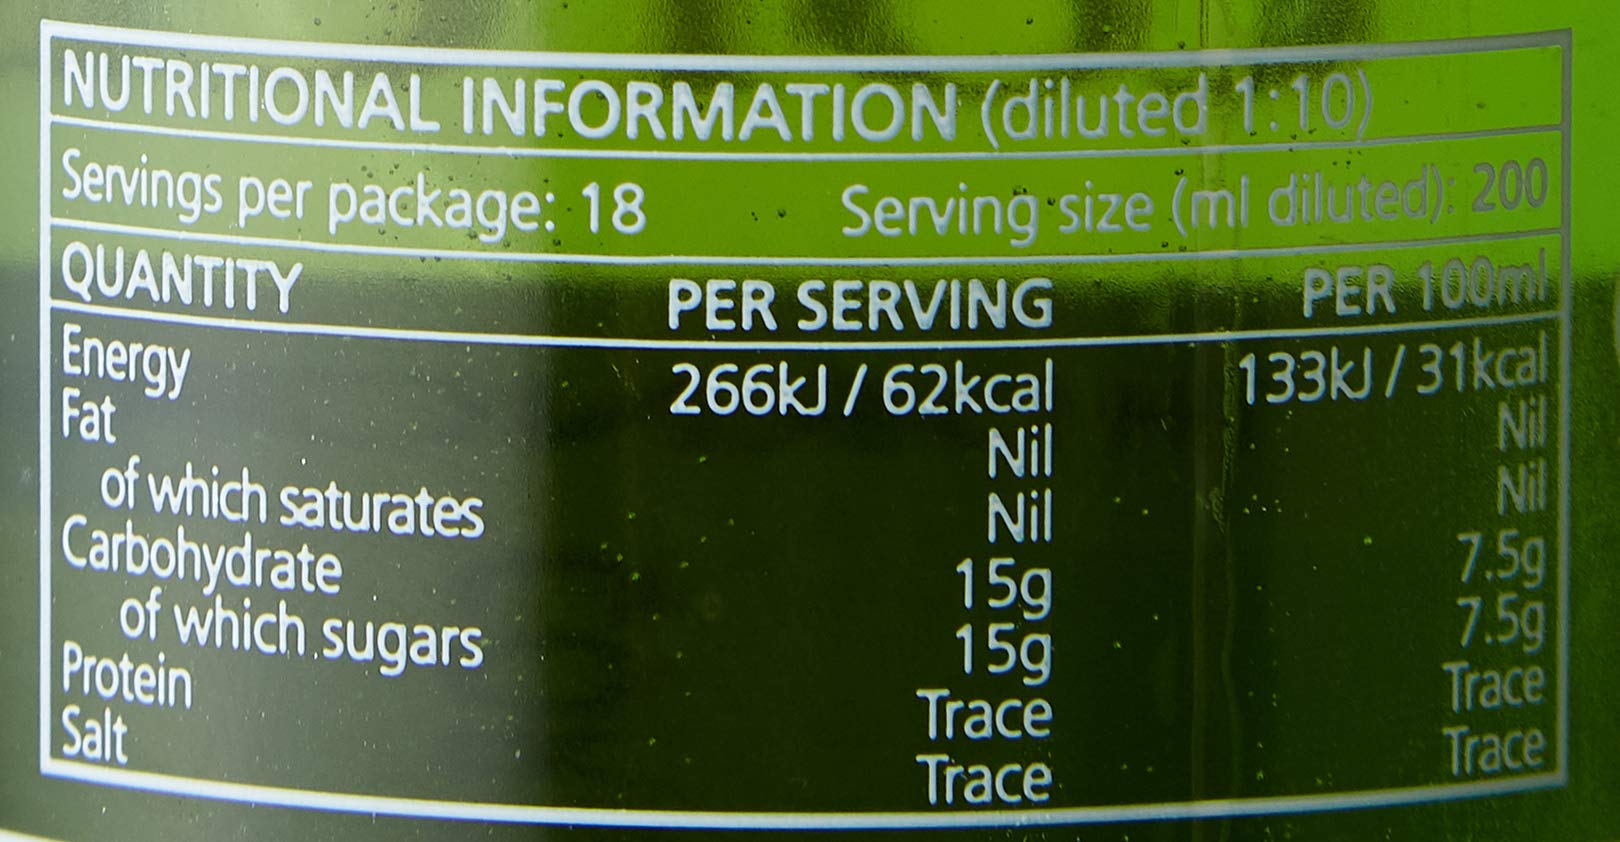 NUTRITIONAL INFORMATION (diluted 1:10)
Servings per package: 18 Serving size (ml diluted): 200
QUANTITY PER SERVING PER 100ml
Energy 266kJ / 62kcal 133kJ / 31kcal
Fat Nil Nil
of which saturates Nil Nil
Carbohydrate 15g 7.5g
of which sugars 15g 7.5g
Protein Trace Trace
Salt Trace Trace